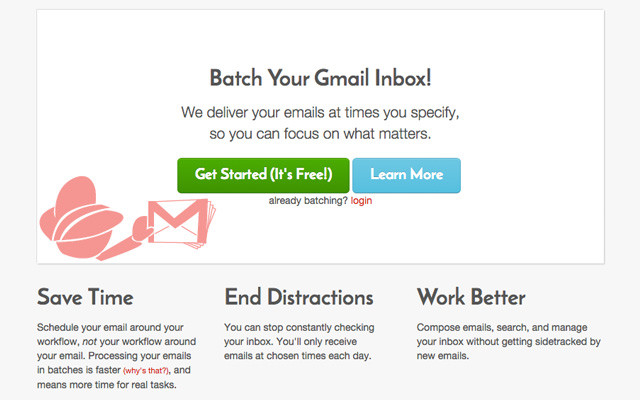 Batch Your Gmail Inbox!
We deliver your emails at times you specify,
so you can focus on what matters.
Get Started (It's Free!)
Learn More
already batching? login
Save Time
Schedule your email around your
workflow, not your workflow around
your email. Processing your emails
in batches is faster (why's that?), and
means more time for real tasks.
End Distractions
You can stop constantly checking
your inbox. You'll only receive
emails at chosen times each day.
Work Better
Compose emails, search, and manage
your inbox without getting sidetracked by
new emails.